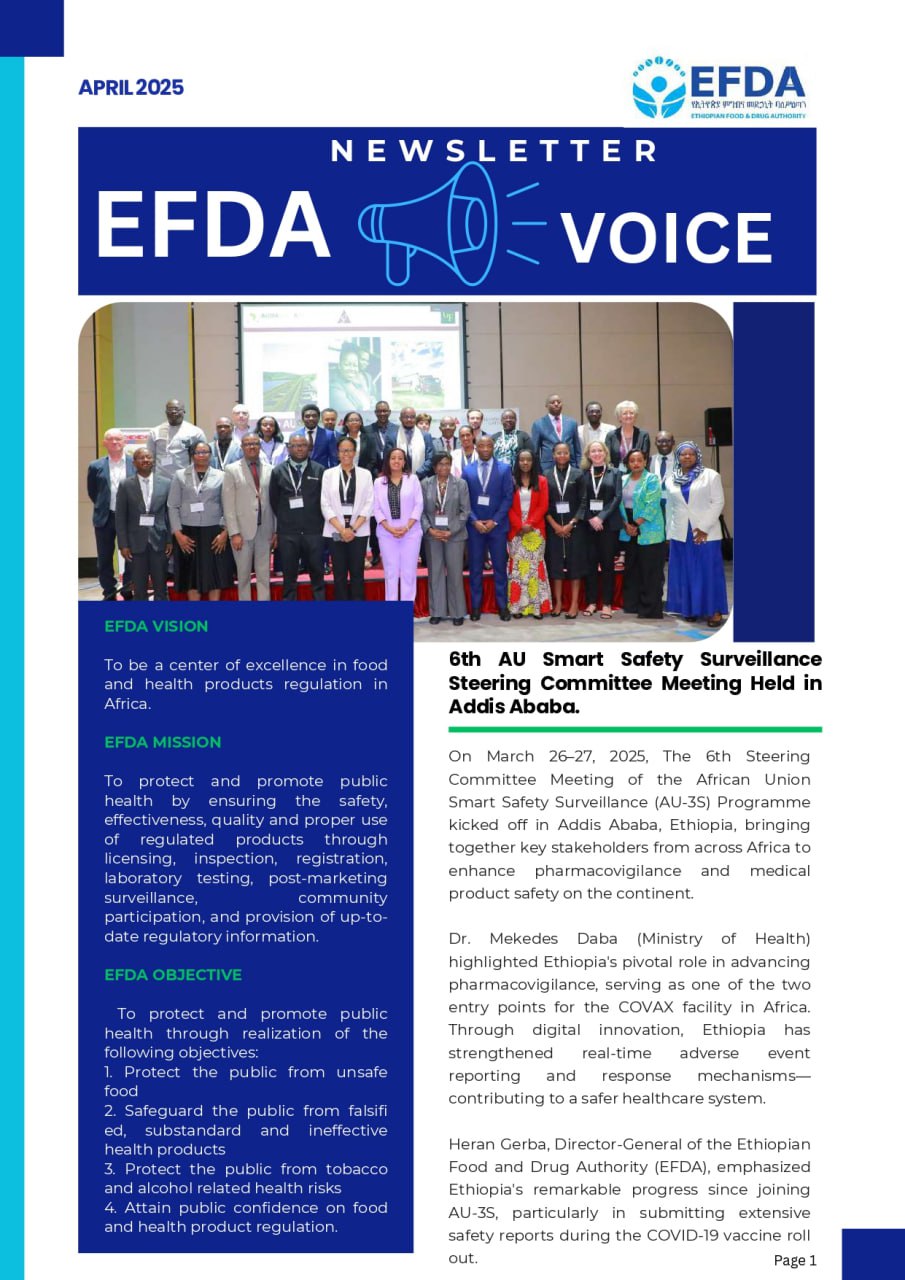 APRIL 2025
EFDA
የኢትዮጵያ ምግብና መድኃኒት ባለሥልጣን
ETHIOPIAN FOOD & DRUG AUTHORITY
NEWSLETTER
EFDA VOICE
EFDA VISION
To be a center of excellence in food
and health products regulation in
Africa.
EFDA MISSION
To protect and promote public
health by ensuring the safety,
effectiveness, quality and proper use
of regulated products through
licensing, inspection, registration,
laboratory testing, post-marketing
surveillance, community
participation, and provision of up-to-
date regulatory information.
EFDA OBJECTIVE
To protect and promote public
health through realization of the
following objectives:
1. Protect the public from unsafe
food
2. Safeguard the public from falsifi
ed, substandard and ineffective
health products
3. Protect the public from tobacco
and alcohol related health risks
4. Attain public confidence on food
and health product regulation.
6th AU Smart Safety Surveillance
Steering Committee Meeting Held in
Addis Ababa.
On March 26–27, 2025, The 6th Steering
Committee Meeting of the African Union
Smart Safety Surveillance (AU-3S) Programme
kicked off in Addis Ababa, Ethiopia, bringing
together key stakeholders from across Africa to
enhance pharmacovigilance and medical
product safety on the continent.
Dr. Mekedes Daba (Ministry of Health)
highlighted Ethiopia's pivotal role in advancing
pharmacovigilance, serving as one of the two
entry points for the COVAX facility in Africa.
Through digital innovation, Ethiopia has
strengthened real-time adverse event
reporting and response mechanisms—
contributing to a safer healthcare system.
Heran Gerba, Director-General of the Ethiopian
Food and Drug Authority (EFDA), emphasized
Ethiopia's remarkable progress since joining
AU-3S, particularly in submitting extensive
safety reports during the COVID-19 vaccine roll
out.
Page 1